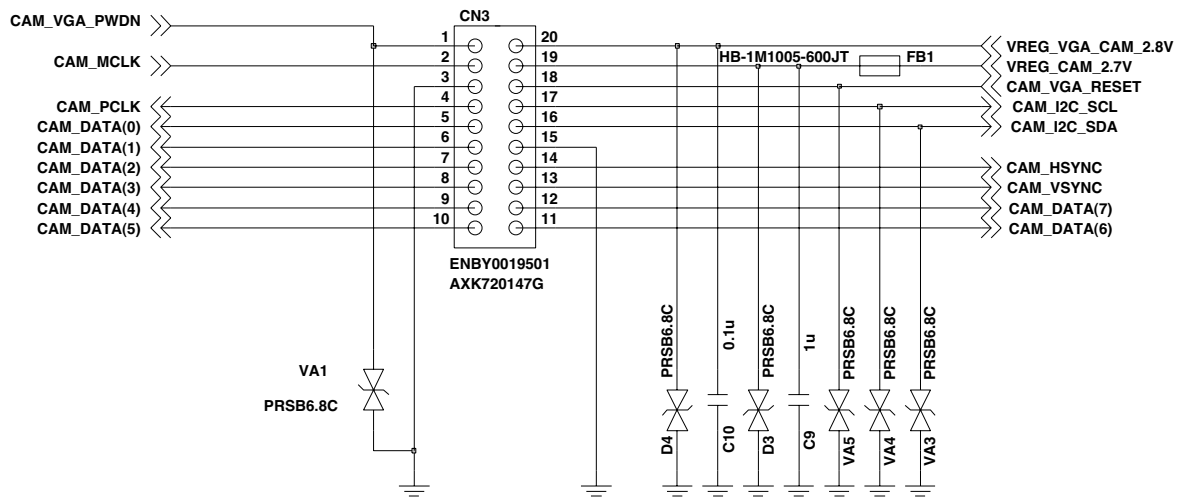 CAM_VGA_PWDN
CN3
1 20
VREG_VGA_CAM_2.8V
CAM_MCLK
2 19
HB-1M1005-600JT
FB1
VREG_CAM_2.7V
3 18
CAM_VGA_RESET
CAM_PCLK
4 17
CAM_I2C_SCL
CAM_DATA(0)
5 16
CAM_I2C_SDA
CAM_DATA(1)
6 15
CAM_DATA(2)
7 14
CAM_HSYNC
CAM_DATA(3)
8 13
CAM_VSYNC
CAM_DATA(4)
9 12
CAM_DATA(7)
CAM_DATA(5)
10 11
CAM_DATA(6)
ENBY0019501
AXK720147G
VA1
PRSB6.8C
PRSB6.8C
D4
0.1u
C10
PRSB6.8C
D3
1u
C9
PRSB6.8C
VA5
PRSB6.8C
VA4
PRSB6.8C
VA3